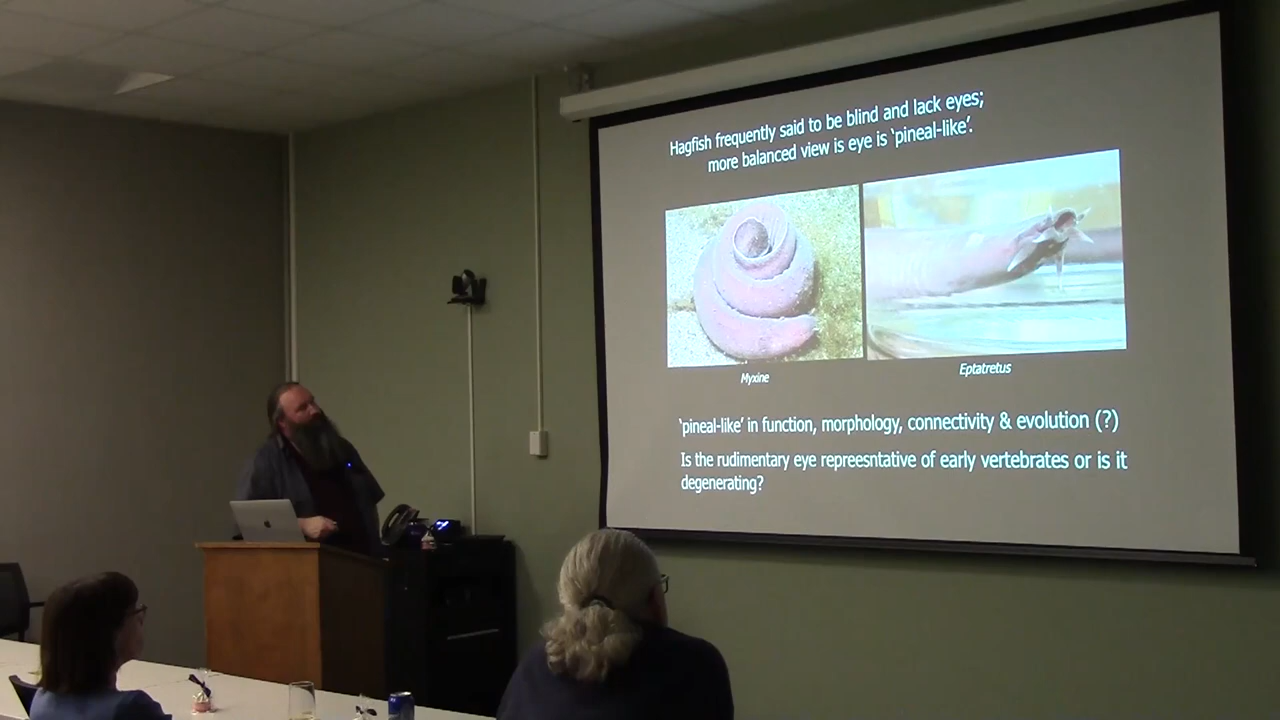 Hagfish frequently said to be blind and lack eyes;
more balanced view is eye is 'pineal-like'.
Myxine
Eptatretus
'pineal-like' in function, morphology, connectivity & evolution (?)
Is the rudimentary eye represntative of early vertebrates or is it
degenerating?